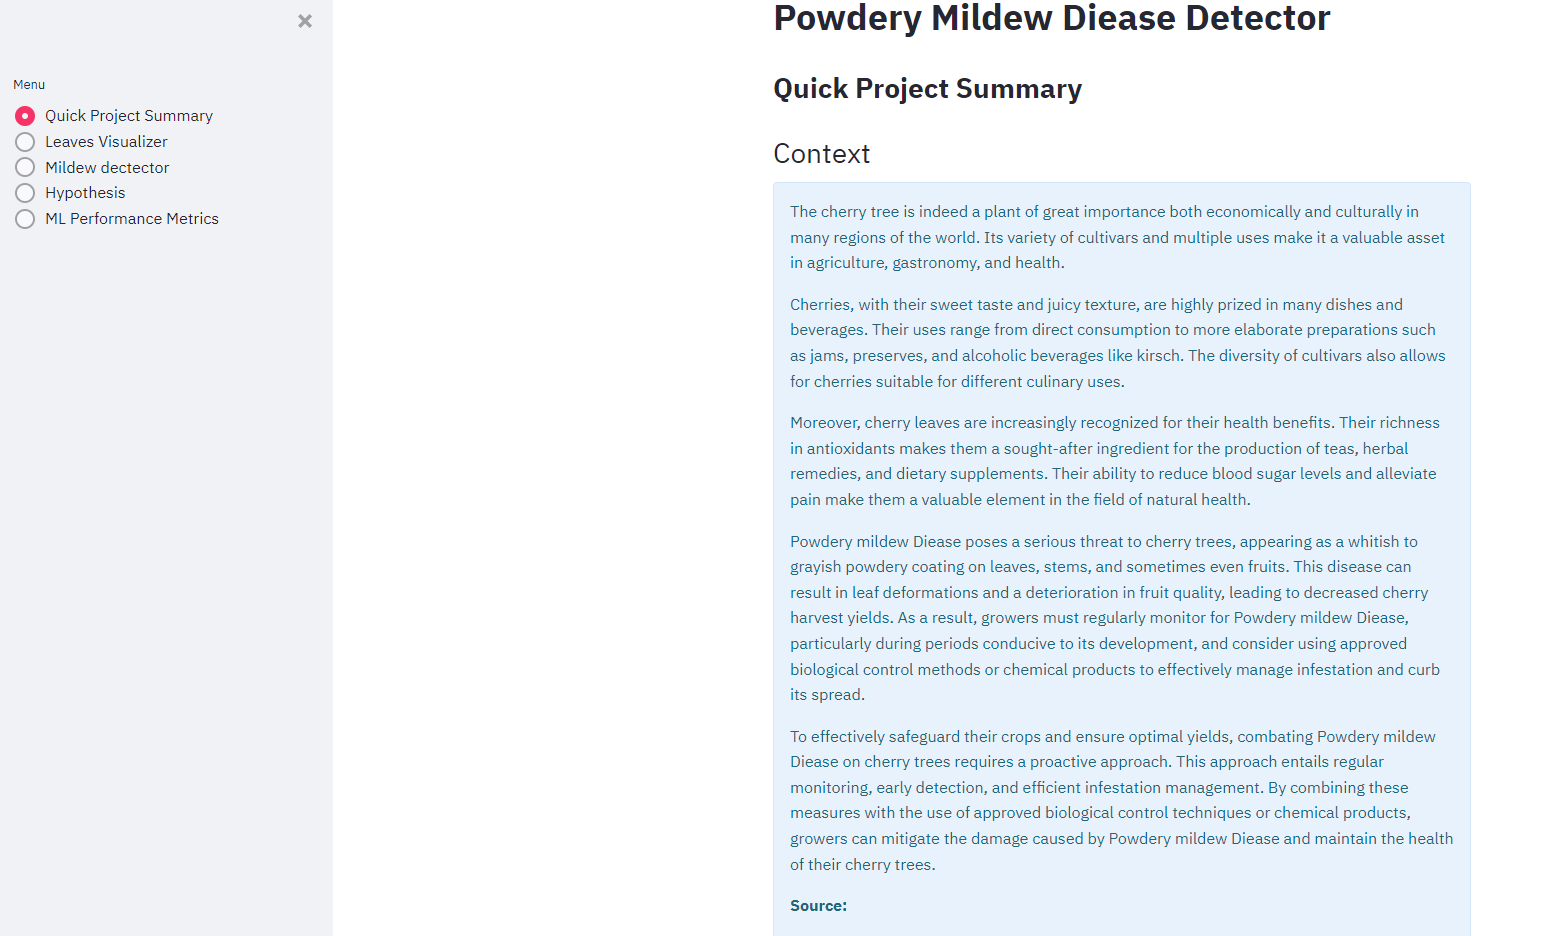 Menu
Quick Project Summary
Leaves Visualizer
Mildew dectector
Hypothesis
ML Performance Metrics
Powdery Mildew Diease Detector
Quick Project Summary
Context
The cherry tree is indeed a plant of great importance both economically and culturally in
many regions of the world. Its variety of cultivars and multiple uses make it a valuable asset
in agriculture, gastronomy, and health.
Cherries, with their sweet taste and juicy texture, are highly prized in many dishes and
beverages. Their uses range from direct consumption to more elaborate preparations such
as jams, preserves, and alcoholic beverages like kirsch. The diversity of cultivars also allows
for cherries suitable for different culinary uses.
Moreover, cherry leaves are increasingly recognized for their health benefits. Their richness
in antioxidants makes them a sought-after ingredient for the production of teas, herbal
remedies, and dietary supplements. Their ability to reduce blood sugar levels and alleviate
pain make them a valuable element in the field of natural health.
Powdery mildew Diease poses a serious threat to cherry trees, appearing as a whitish to
grayish powdery coating on leaves, stems, and sometimes even fruits. This disease can
result in leaf deformations and a deterioration in fruit quality, leading to decreased cherry
harvest yields. As a result, growers must regularly monitor for Powdery mildew Diease,
particularly during periods conducive to its development, and consider using approved
biological control methods or chemical products to effectively manage infestation and curb
its spread.
To effectively safeguard their crops and ensure optimal yields, combating Powdery mildew
Diease on cherry trees requires a proactive approach. This approach entails regular
monitoring, early detection, and efficient infestation management. By combining these
measures with the use of approved biological control techniques or chemical products,
growers can mitigate the damage caused by Powdery mildew Diease and maintain the health
of their cherry trees.
Source: